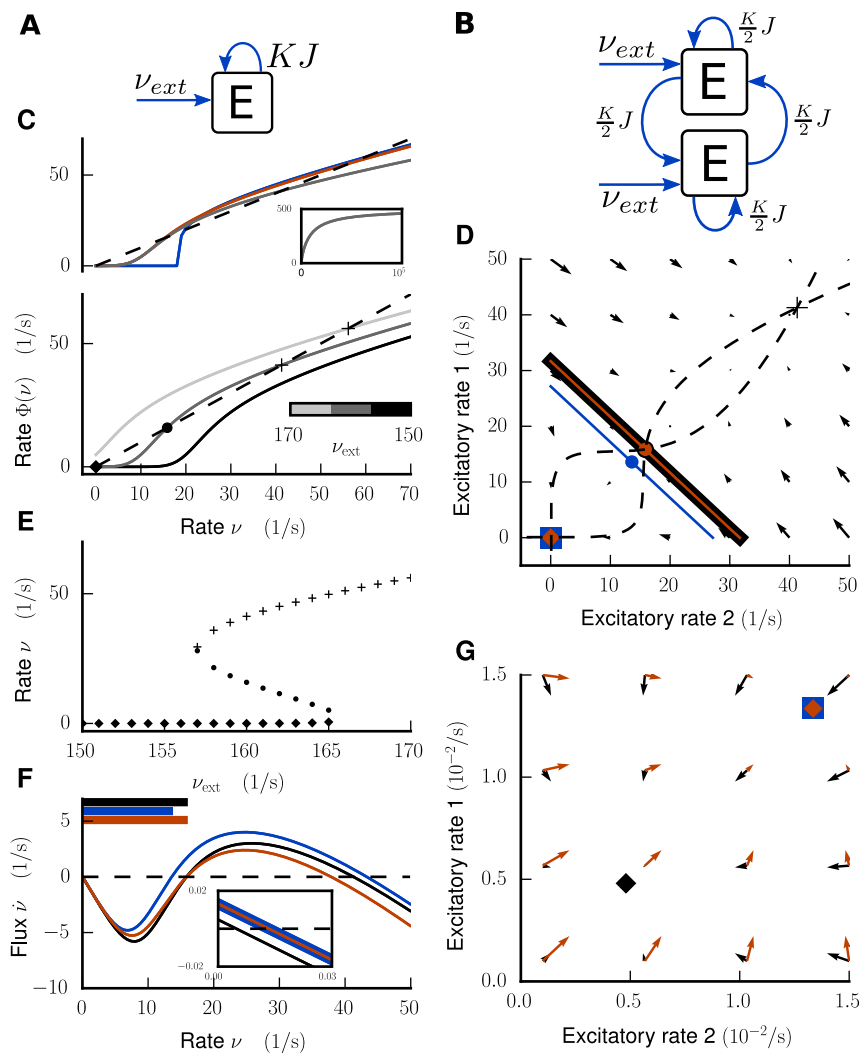 A
ν_ext
KJ
E
B
K/2 J
ν_ext
E
K/2 J
K/2 J
E
ν_ext
K/2 J
C
50
0
500
0
0
10^5
Rate Φ(ν) (1/s)
50
0
170
150
ν_ext
0 10 20 30 40 50 60 70
Rate ν (1/s)
D
Excitatory rate 1 (1/s)
50
40
30
20
10
0
0 10 20 30 40 50
Excitatory rate 2 (1/s)
E
Rate ν (1/s)
50
0
150 155 160 165 170
ν_ext (1/s)
F
Flux ν̇ (1/s)
5
0
−5
−10
0.02
−0.02
0.00 0.03
0 10 20 30 40 50
Rate ν (1/s)
G
Excitatory rate 1 (10^−2/s)
1.5
1.0
0.5
0.0
0.0 0.5 1.0 1.5
Excitatory rate 2 (10^−2/s)